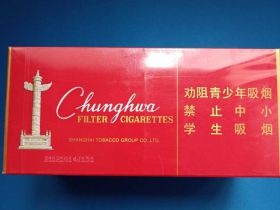 Chunghwa
FILTER CIGARETTES
SHANGHAI TOBACCO GROUP CO., LTD.
劝阻青少年吸烟
禁止中小
学生吸烟